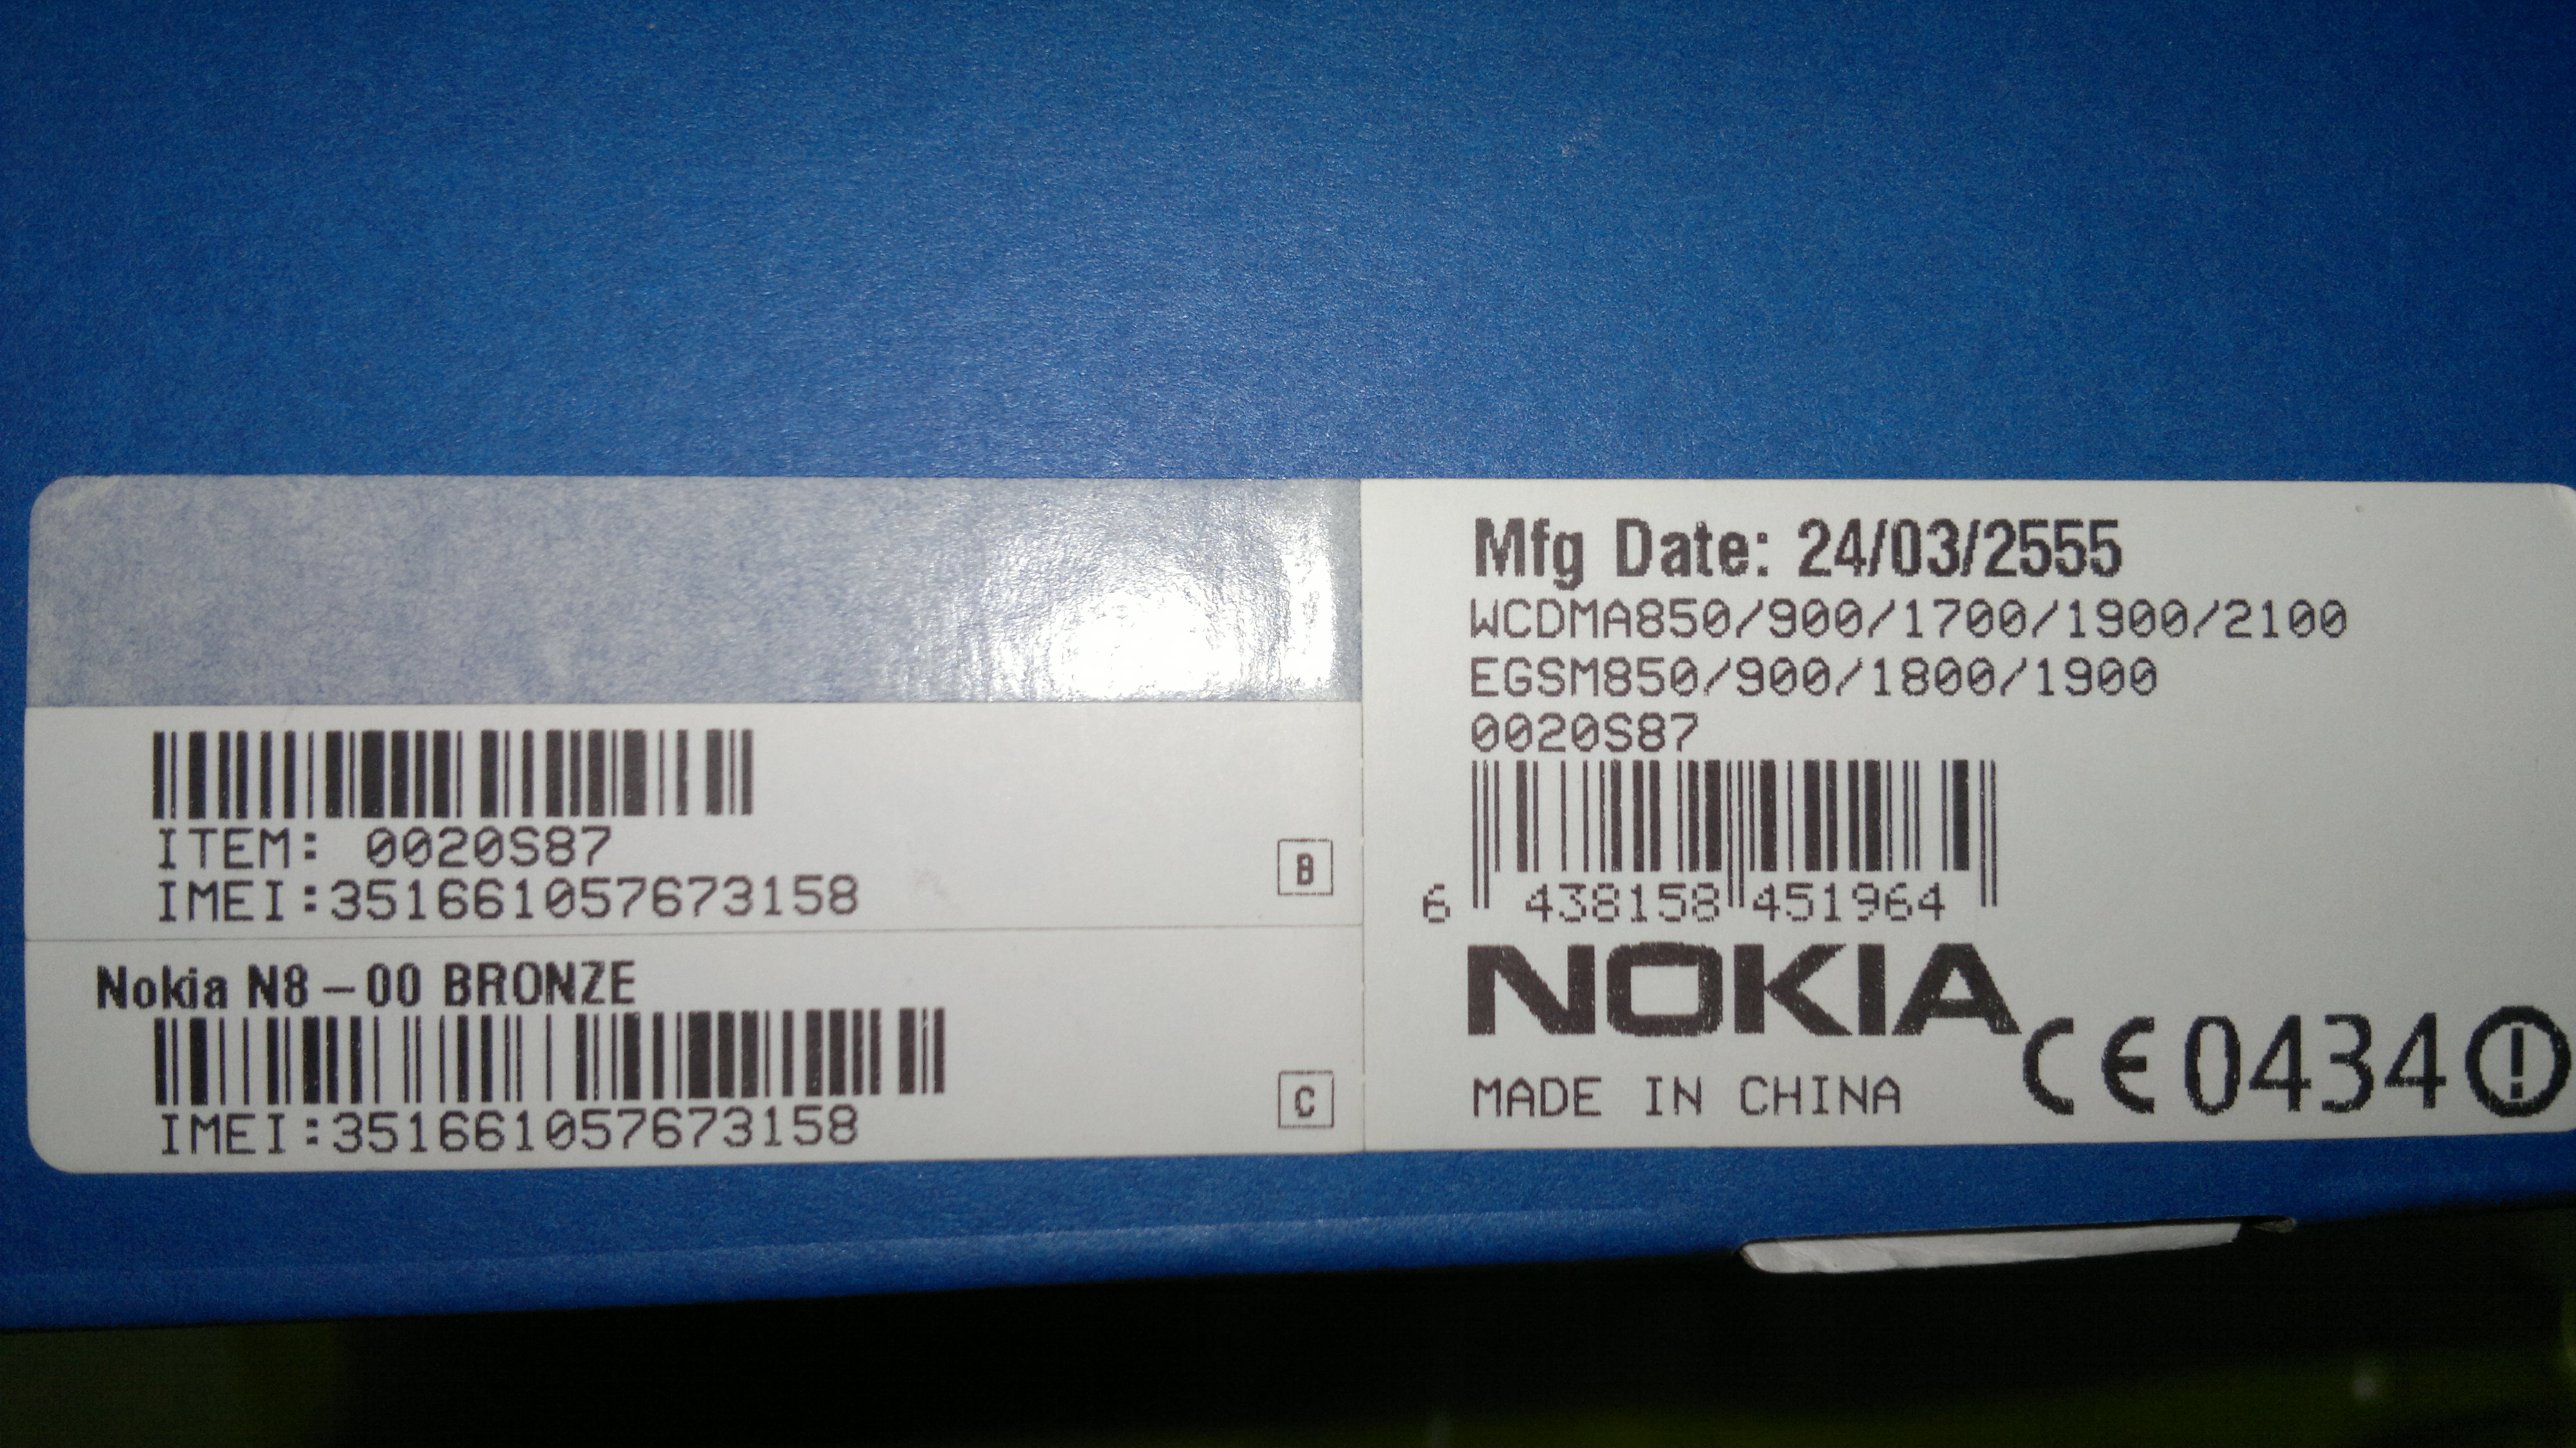 ITEM: 0020S87
IMEI:351661057673158
B
Nokia N8-00 BRONZE
IMEI:351661057673158
C
Mfg Date: 24/03/2555
WCDMA850/900/1700/1900/2100
EGSM850/900/1800/1900
0020S87
6 438158 451964
NOKIA
CE0434
MADE IN CHINA